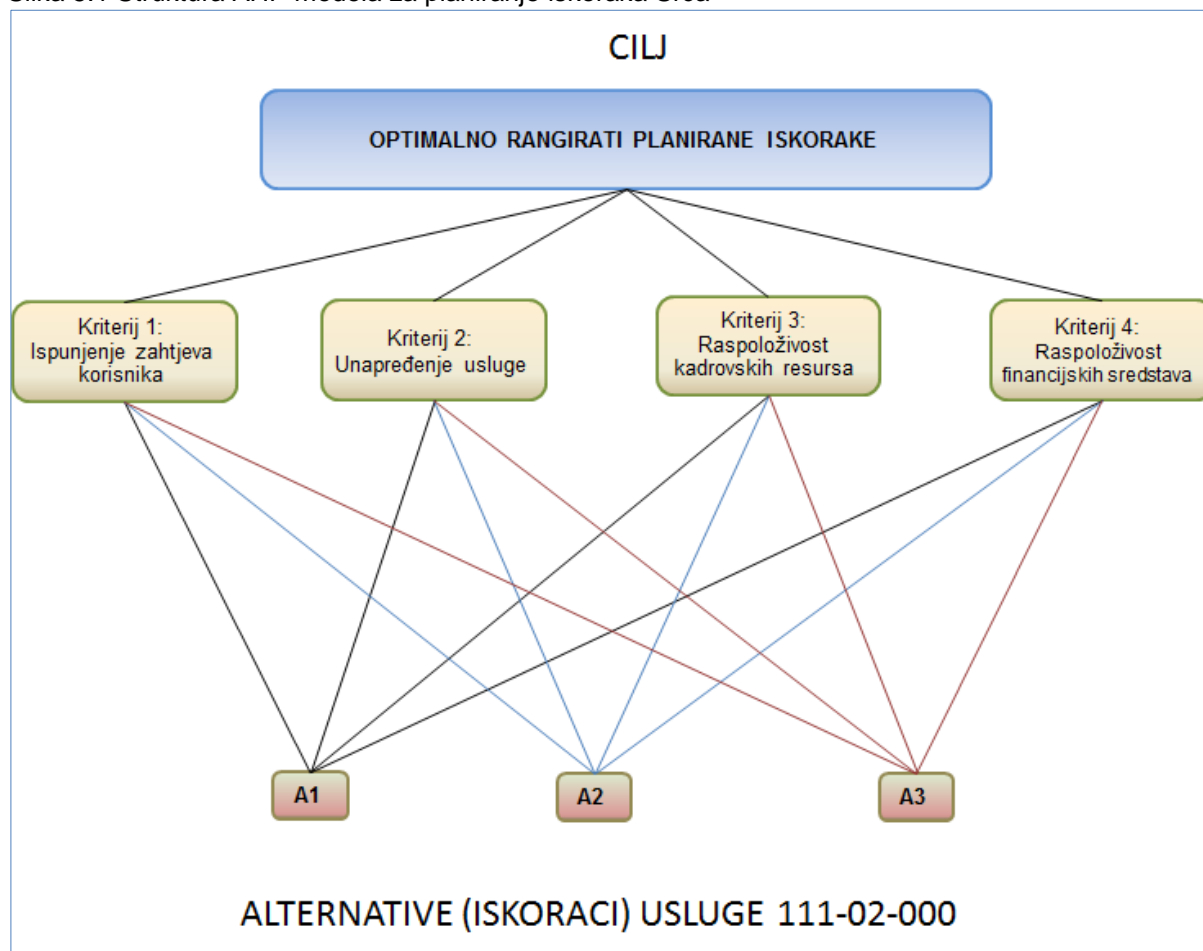 CILJ
OPTIMALNO RANGIRATI PLANIRANE ISKORAKE
Kriterij 1:
Ispunjenje zahtjeva
korisnika
Kriterij 2:
Unapređenje usluge
Kriterij 3:
Raspoloživost
kadrovskih resursa
Kriterij 4:
Raspoloživost
financijskih sredstava
A1
A2
A3
ALTERNATIVE (ISKORACI) USLUGE 111-02-000